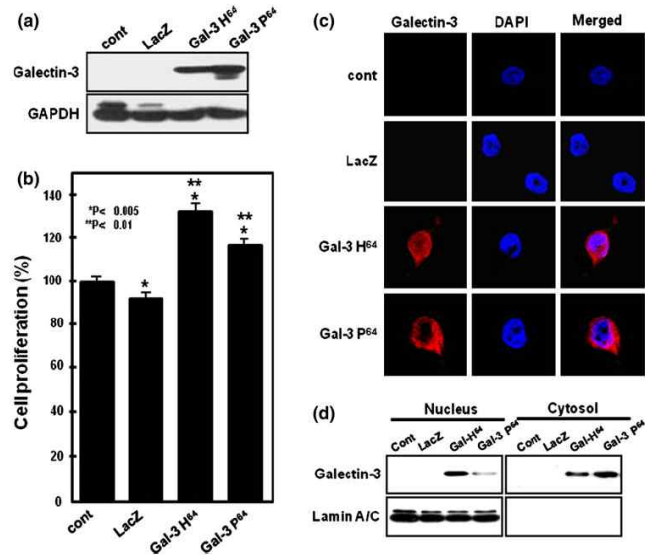 (a)
cont LacZ Gal-3 H⁶⁴ Gal-3 P⁶⁴
Galectin-3
GAPDH
(b)
Cell proliferation (%)
140
120
100
80
60
40
20
0
*P< 0.005
**P< 0.01
*
**
*
**
*
cont LacZ Gal-3 H⁶⁴ Gal-3 P⁶⁴
(c)
Galectin-3 DAPI Merged
cont
LacZ
Gal-3 H⁶⁴
Gal-3 P⁶⁴
(d)
Nucleus Cytosol
Cont LacZ Gal-H⁶⁴ Gal-3 P⁶⁴ Cont LacZ Gal-H⁶⁴ Gal-3 P⁶⁴
Galectin-3
Lamin A/C